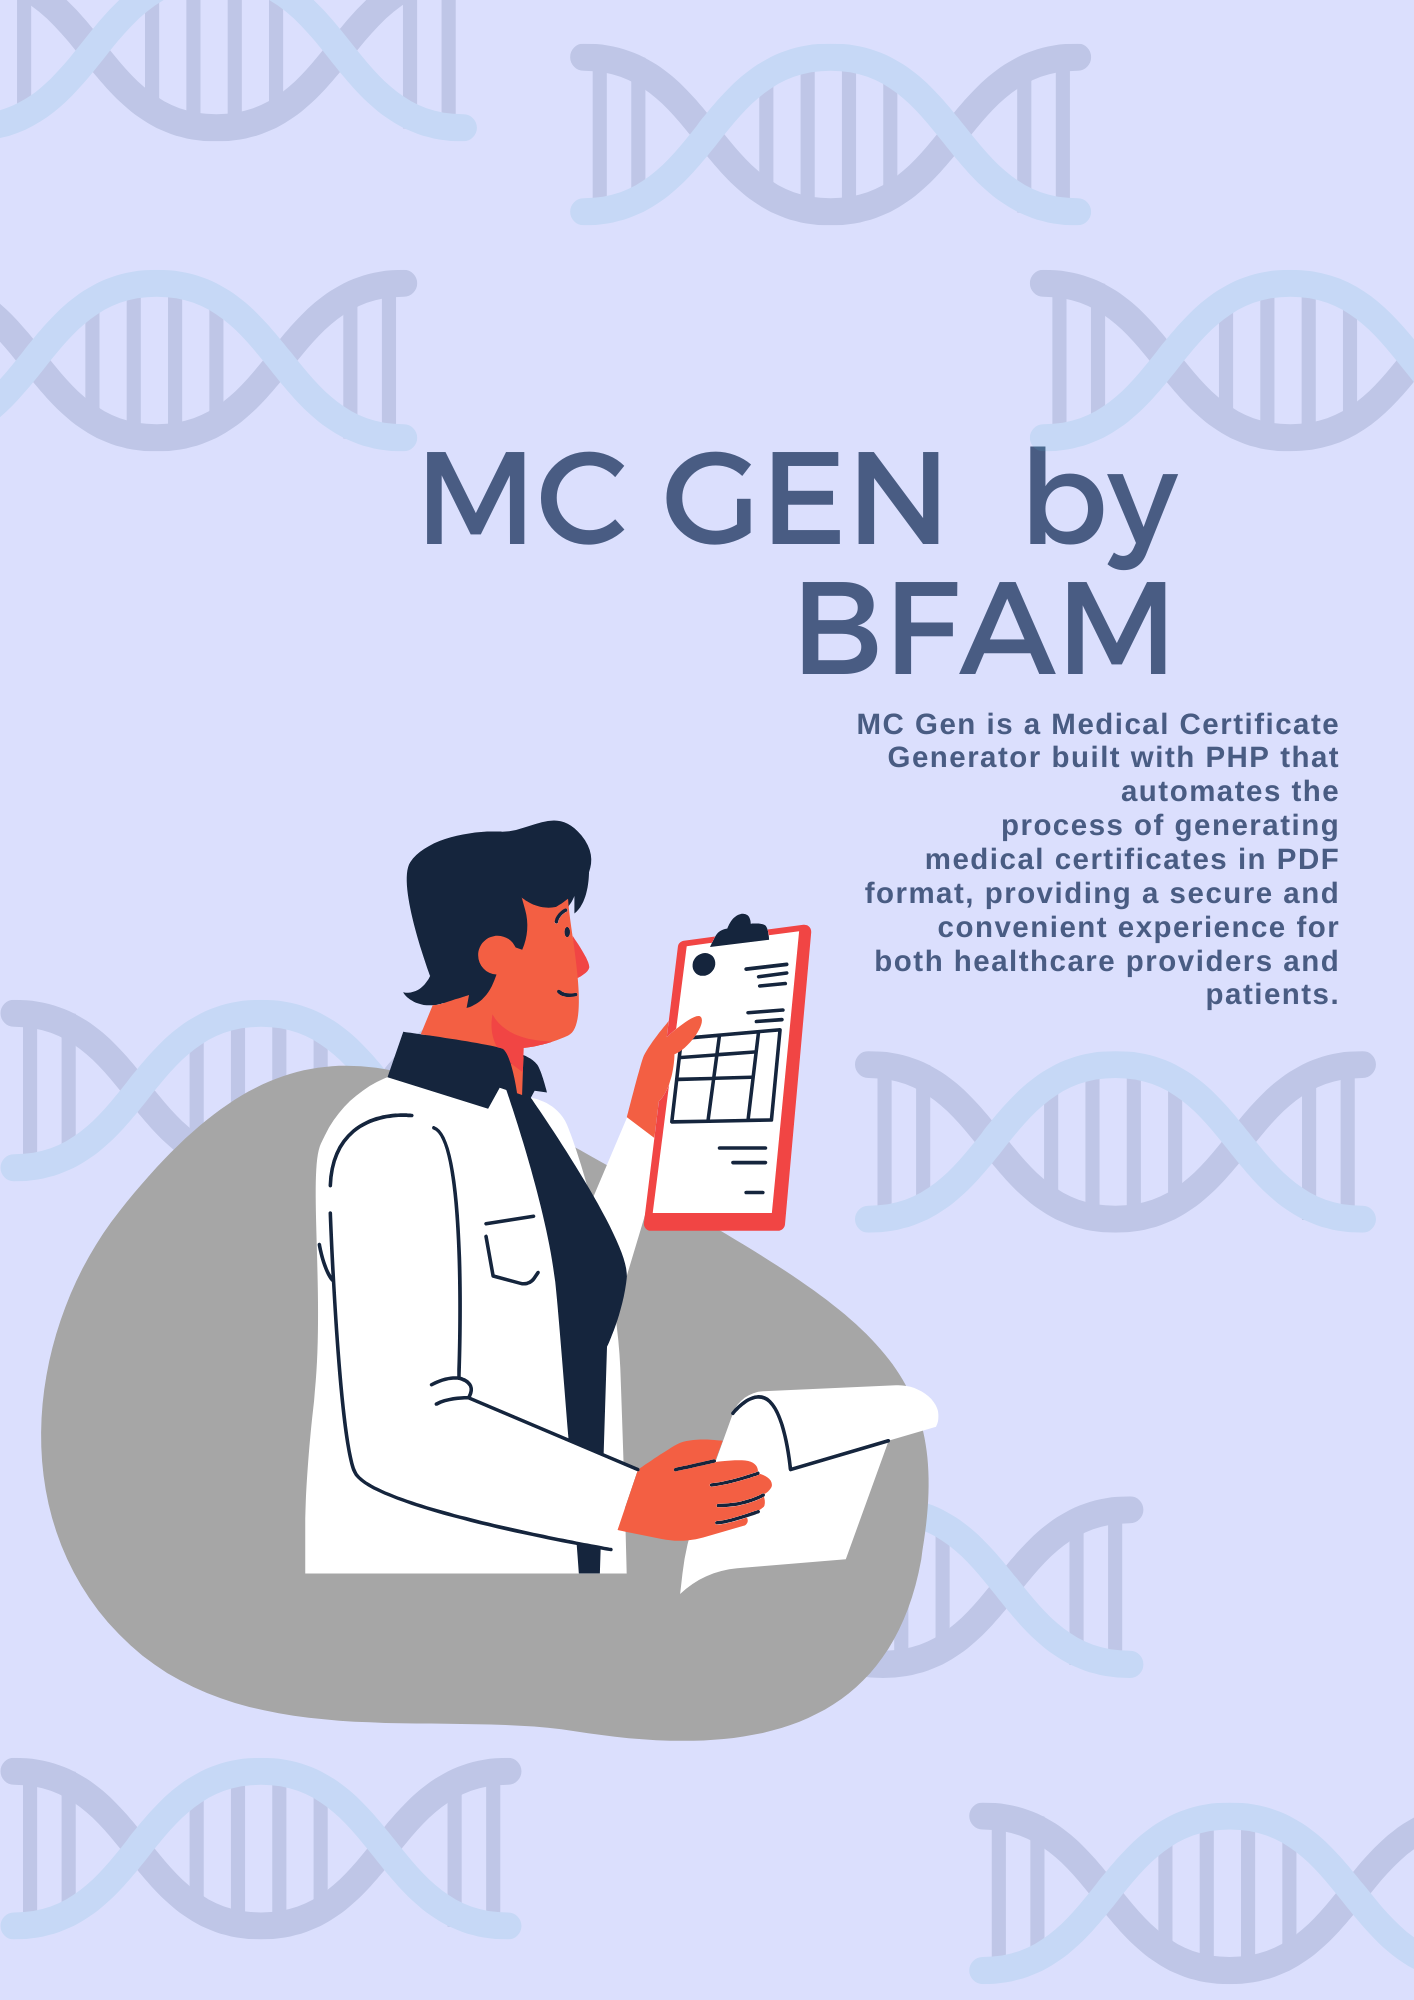 MC GEN by
BFAM
MC Gen is a Medical Certificate
Generator built with PHP that
automates the
process of generating
medical certificates in PDF
format, providing a secure and
convenient experience for
both healthcare providers and
patients.